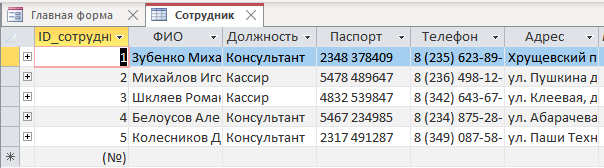 Главная форма Сотрудник
ID_сотрудн ФИО Должность Паспорт Телефон Адрес
1 Зубенко Миха Консультант 2348 378409 8 (235) 623-89- Хрущевский п
2 Михайлов Иго Кассир 5478 489647 8 (236) 498-12- ул. Пушкина д
3 Шкляев Роман Кассир 4832 539847 8 (342) 643-67- ул. Клеевая, д
4 Белоусов Але Консультант 5467 234985 8 (234) 875-28- ул. Абарачева
5 Колесников Д Консультант 2317 491287 8 (349) 087-58- ул. Паши Техн
(№)